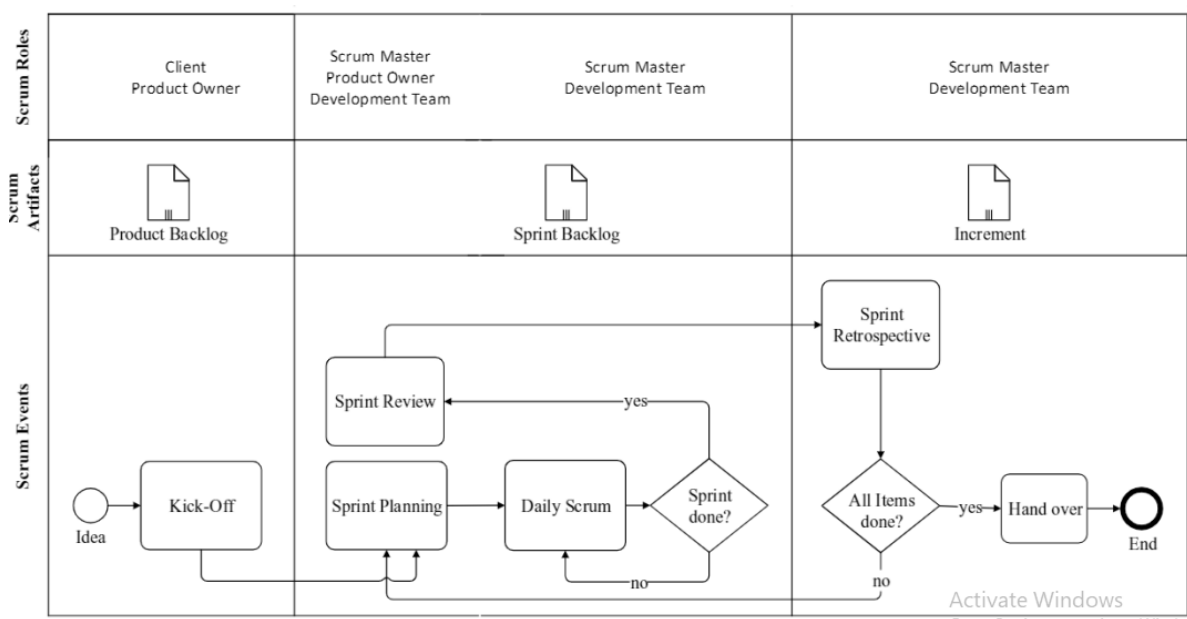 Scrum Roles
Client
Product Owner
Scrum Master
Product Owner
Development Team
Scrum Master
Development Team
Scrum Master
Development Team
Scrum
Artifacts
Product Backlog
Sprint Backlog
Increment
Scrum Events
Sprint
Retrospective
Sprint Review
yes
Idea
Kick-Off
Sprint Planning
Daily Scrum
Sprint
done?
no
All Items
done?
yes
no
Hand over
End
Activate Windows